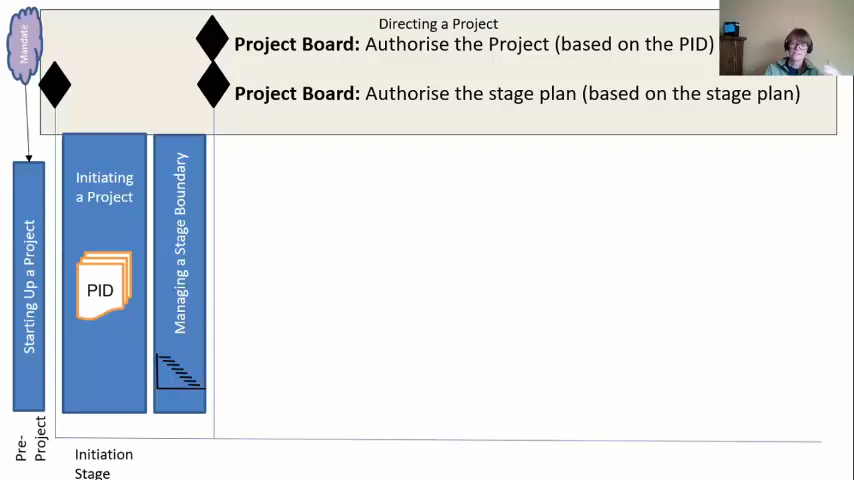 Mandate
Directing a Project
Project Board: Authorise the Project (based on the PID)
Project Board: Authorise the stage plan (based on the stage plan)
Starting Up a Project
Initiating
a Project
PID
Managing a Stage Boundary
Pre-
Project
Initiation
Stage